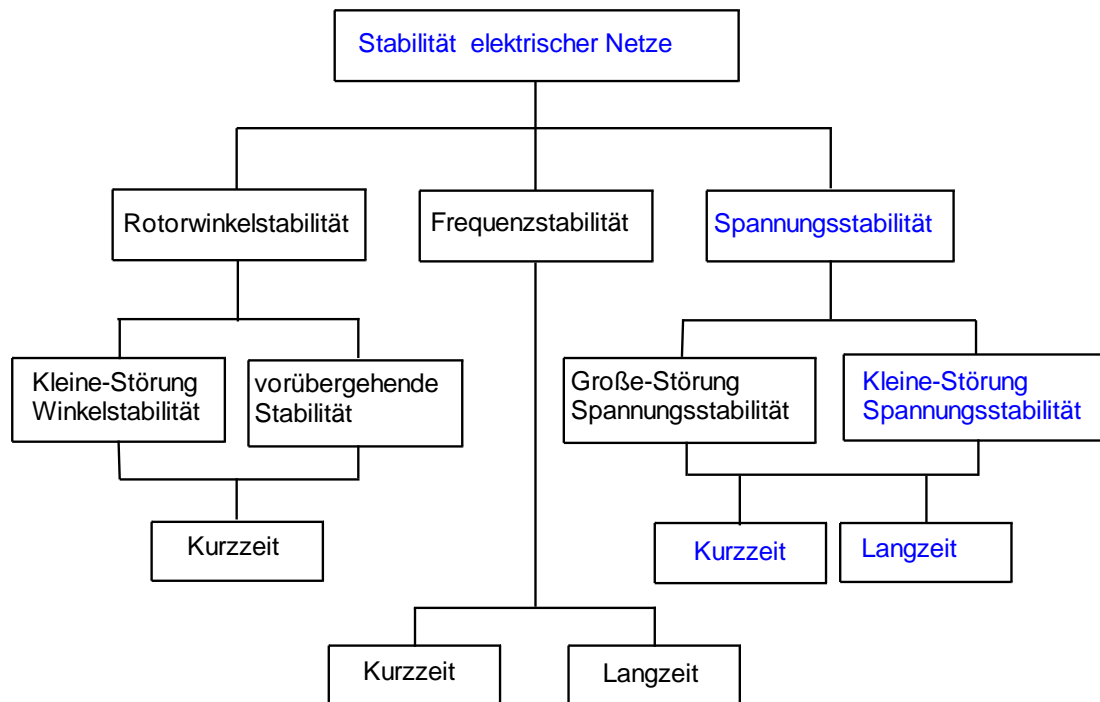 Stabilität elektrischer Netze
Rotorwinkelstabilität
Frequenzstabilität
Spannungsstabilität
Kleine-Störung
Winkelstabilität
vorübergehende
Stabilität
Große-Störung
Spannungsstabilität
Kleine-Störung
Spannungsstabilität
Kurzzeit
Kurzzeit
Langzeit
Kurzzeit
Langzeit